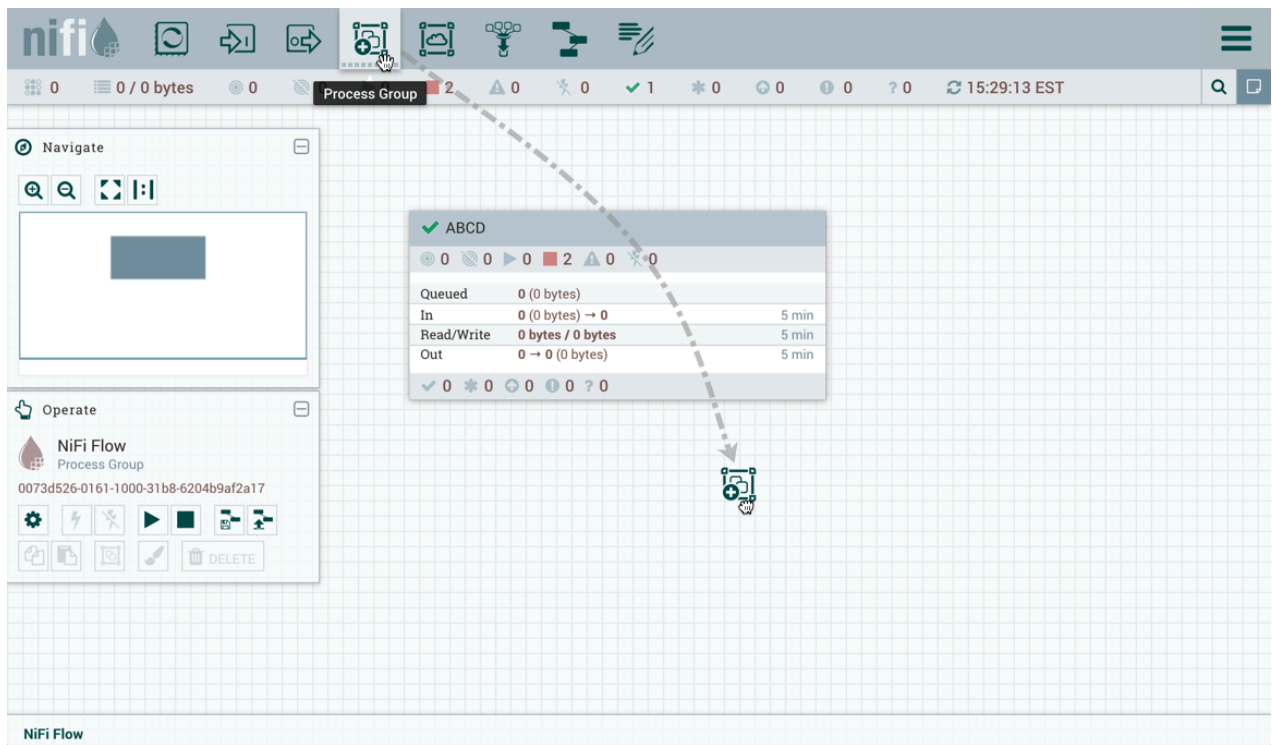 nifi
0 0 / 0 bytes 0 2 0 0 1 0 0 0 ? 0 15:29:13 EST
Process Group
Navigate
ABCD
0 0 0 2 0 0
Queued 0 (0 bytes)
In 0 (0 bytes) → 0 5 min
Read/Write 0 bytes / 0 bytes 5 min
Out 0 → 0 (0 bytes) 5 min
0 0 0 0 ? 0
Operate
NiFi Flow
Process Group
0073d526-0161-1000-31b8-6204b9af2a17
DELETE
NiFi Flow